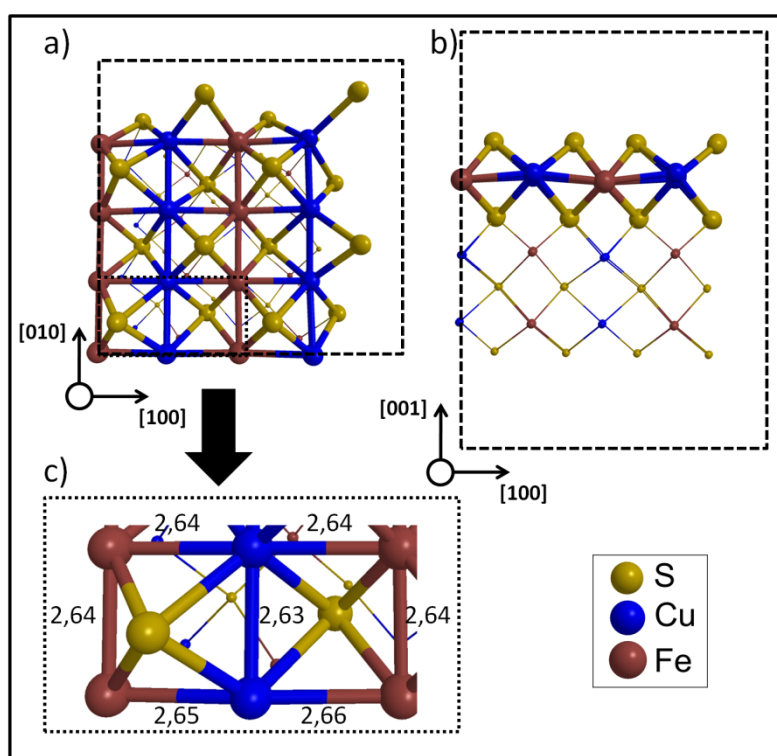 a)
b)
[010]
[100]
[001]
[100]
c)
2,64 2,64
2,64 2,63 2,64
2,65 2,66
S
Cu
Fe